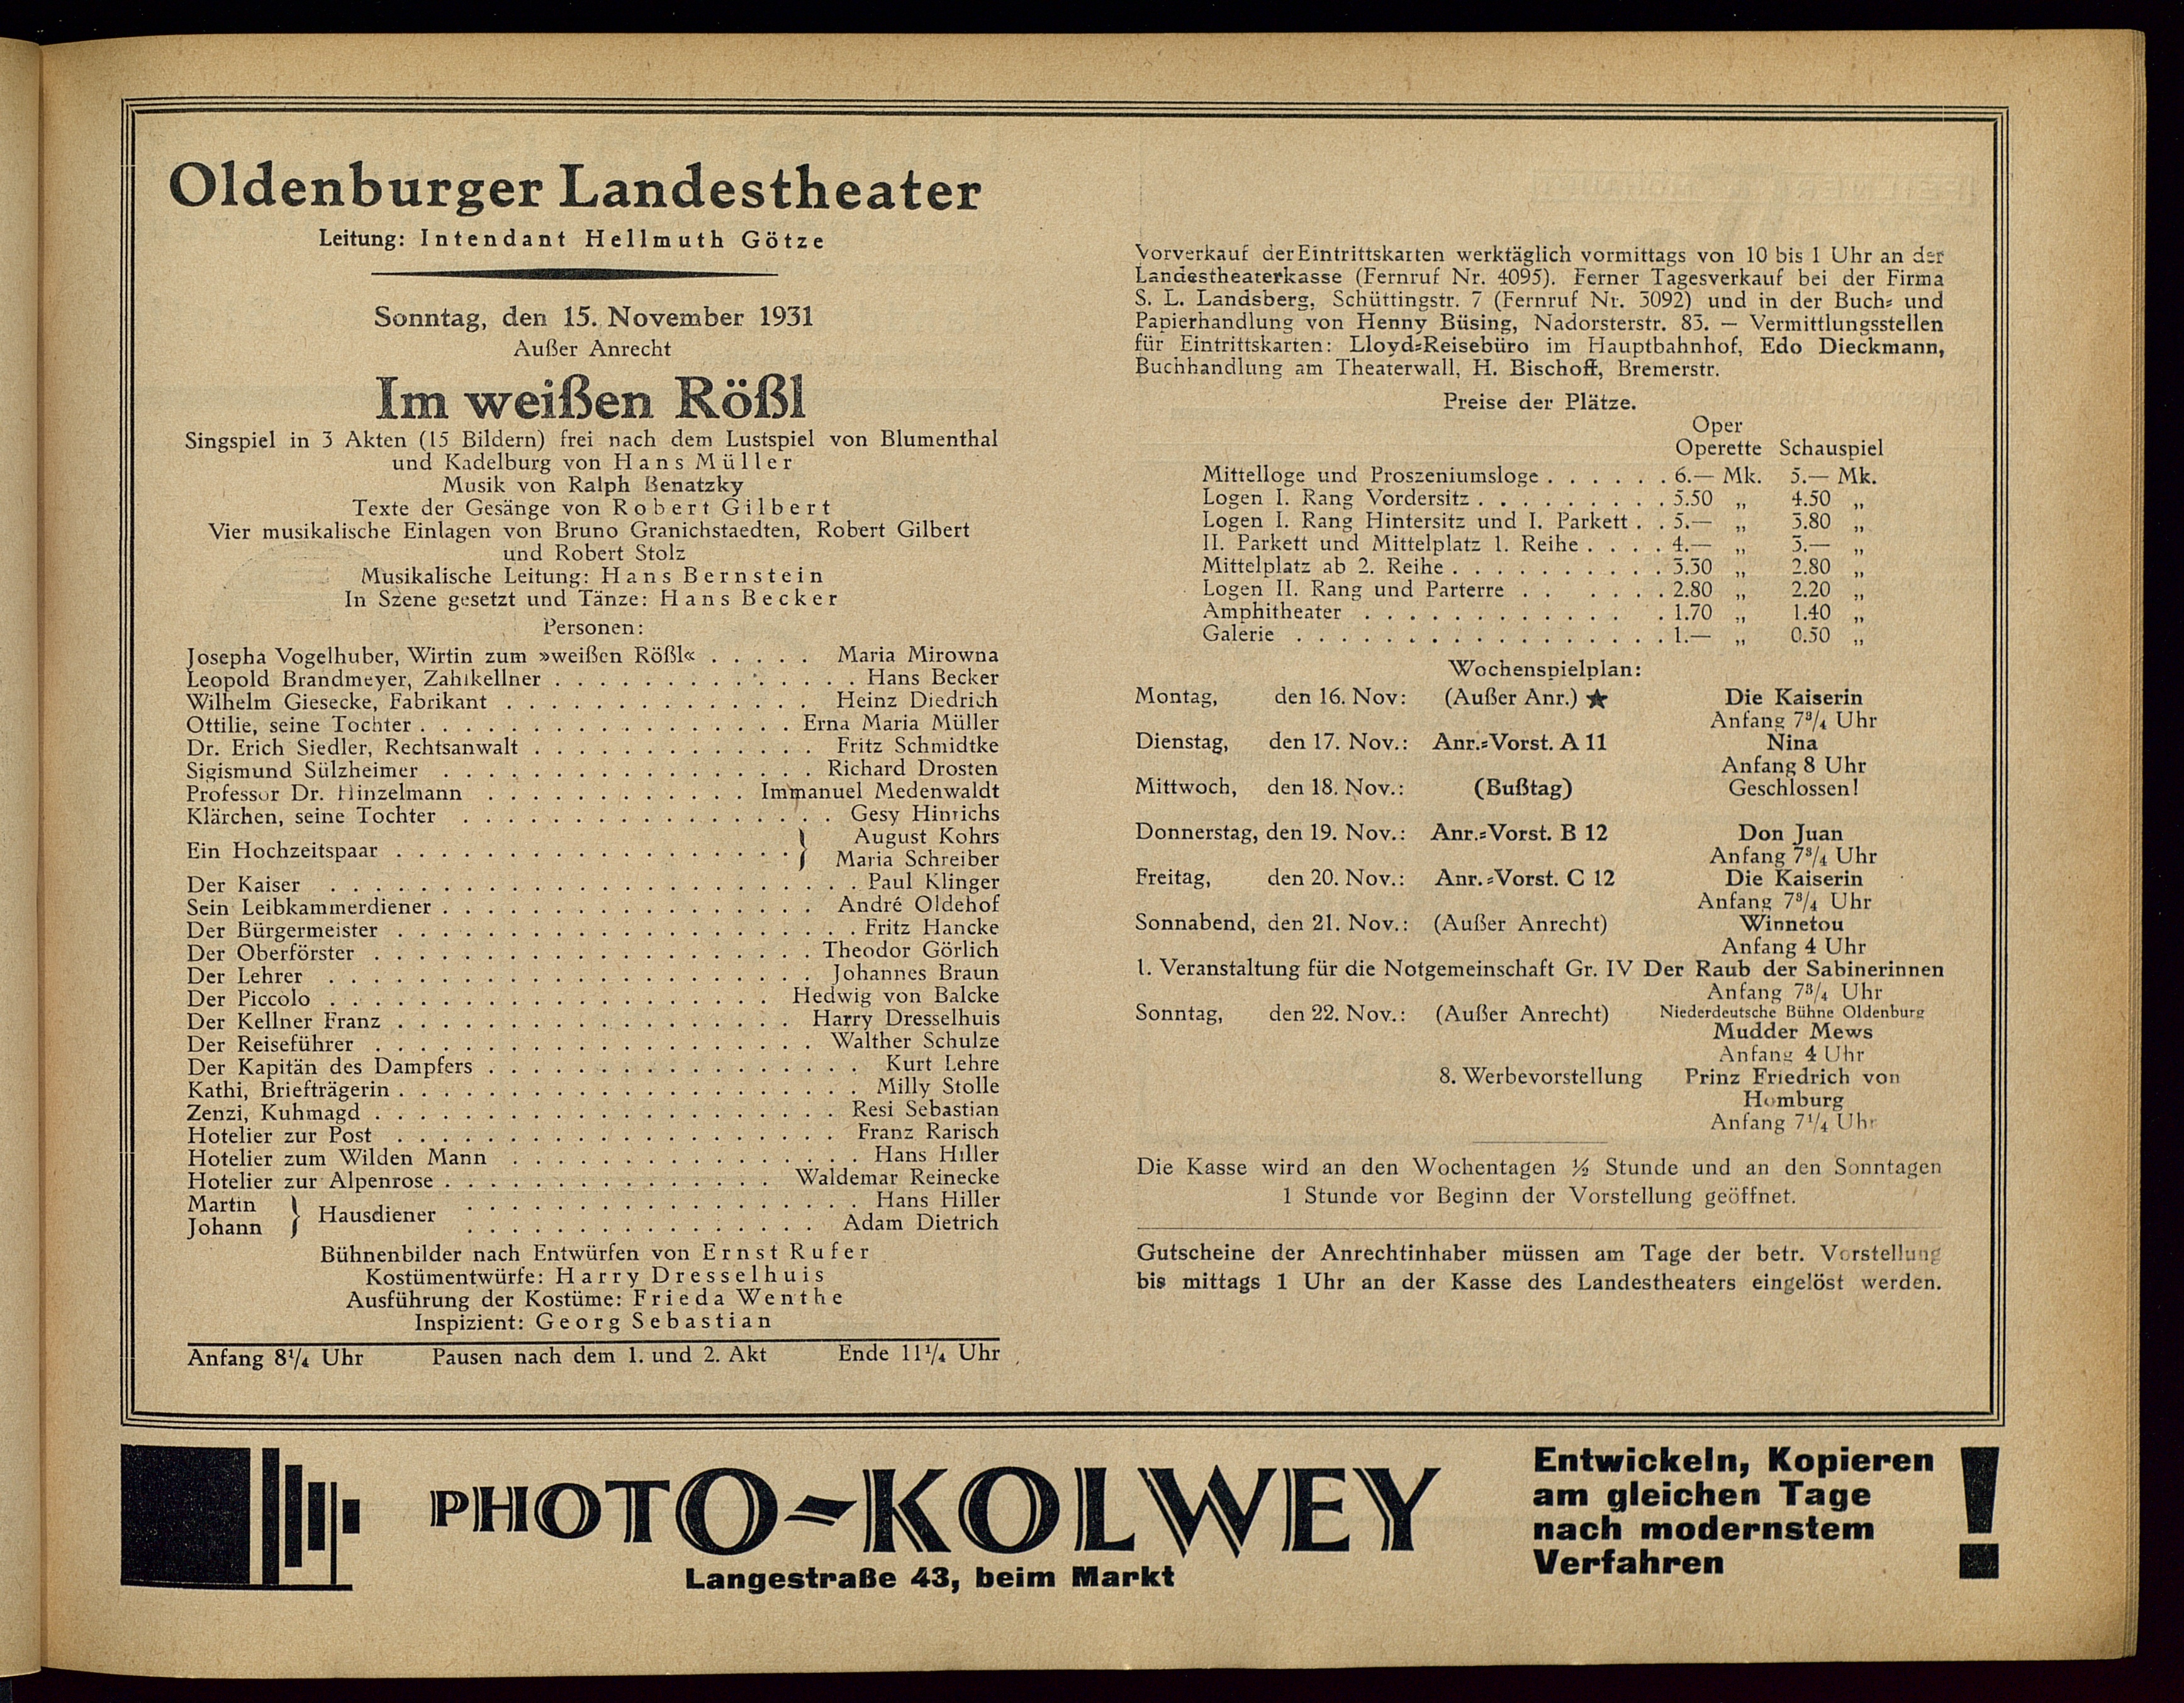 Oldenburger Landestheater
Leitung: Intendant Hellmuth Götze
Sonntag, den 15. November 1931
Außer Anrecht
Im weißen Rößl
Singspiel in 3 Akten (15 Bildern) frei nach dem Lustspiel von Blumenthal
und Kadelburg von Hans Müller
Musik von Ralph Benatzky
Texte der Gesänge von Robert Gilbert
Vier musikalische Einlagen von Bruno Granichstaedten, Robert Gilbert
und Robert Stolz
Musikalische Leitung: Hans Bernstein
In Szene gesetzt und Tänze: Hans Becker
Personen:
Josepha Vogelhuber, Wirtin zum »weißen Rößl« . . . . . Maria Mirowna
Leopold Brandmeyer, Zahlkellner . . . . . . . . . . . . . . Hans Becker
Wilhelm Giesecke, Fabrikant . . . . . . . . . . . . . . Heinz Diedrich
Ottilie, seine Tochter . . . . . . . . . . . . . . . . . Erna Maria Müller
Dr. Erich Siedler, Rechtsanwalt . . . . . . . . . . . . . Fritz Schmidtke
Sigismund Sülzheimer . . . . . . . . . . . . . . . . . Richard Drosten
Professor Dr. Hinzelmann . . . . . . . . . . . . Immanuel Medenwaldt
Klärchen, seine Tochter . . . . . . . . . . . . . . . . . Gesy Hinrichs
Ein Hochzeitspaar . . . . . . . . . . . . . . . . . . } August Kohrs
Maria Schreiber
Der Kaiser . . . . . . . . . . . . . . . . . . . . . . . . Paul Klinger
Sein Leibkammerdiener . . . . . . . . . . . . . . . . . André Oldehof
Der Bürgermeister . . . . . . . . . . . . . . . . . . . . . Fritz Hancke
Der Oberförster . . . . . . . . . . . . . . . . . . . . Theodor Görlich
Der Lehrer . . . . . . . . . . . . . . . . . . . . . . Johannes Braun
Der Piccolo . . . . . . . . . . . . . . . . . . . . Hedwig von Balcke
Der Kellner Franz . . . . . . . . . . . . . . . . . . Harry Dresselhuis
Der Reiseführer . . . . . . . . . . . . . . . . . . . . Walther Schulze
Der Kapitän des Dampfers . . . . . . . . . . . . . . . . . Kurt Lehre
Kathi, Briefträgerin . . . . . . . . . . . . . . . . . . . . . Milly Stolle
Zenzi, Kuhmagd . . . . . . . . . . . . . . . . . . . . . Resi Sebastian
Hotelier zur Post . . . . . . . . . . . . . . . . . . . . Franz Rarisch
Hotelier zum Wilden Mann . . . . . . . . . . . . . . . . Hans Hiller
Hotelier zur Alpenrose . . . . . . . . . . . . . . . Waldemar Reinecke
Martin } Hausdiener . . . . . . . . . . . . . . . . . . Hans Hiller
Johann . . . . . . . . . . . . . . . . Adam Dietrich
Bühnenbilder nach Entwürfen von Ernst Rufer
Kostümentwürfe: Harry Dresselhuis
Ausführung der Kostüme: Frieda Wenthe
Inspizient: Georg Sebastian
Anfang 8¼ Uhr Pausen nach dem 1. und 2. Akt Ende 11¼ Uhr
Vorverkauf der Eintrittskarten werktäglich vormittags von 10 bis 1 Uhr an der
Landestheaterkasse (Fernruf Nr. 4095). Ferner Tagesverkauf bei der Firma
S. L. Landsberg, Schüttingstr. 7 (Fernruf Nr. 3092) und in der Buch- und
Papierhandlung von Henny Büsing, Nadorsterstr. 83. — Vermittlungsstellen
für Eintrittskarten: Lloyd-Reisebüro im Hauptbahnhof, Edo Dieckmann,
Buchhandlung am Theaterwall, H. Bischoff, Bremerstr.
Preise der Plätze.
Oper
Operette Schauspiel
Mittelloge und Proszeniumsloge . . . . . . 6.— Mk. 5.— Mk.
Logen I. Rang Vordersitz . . . . . . . . . 5.50 „ 4.50 „
Logen I. Rang Hintersitz und I. Parkett . . 5.— „ 3.80 „
II. Parkett und Mittelplatz 1. Reihe . . . . 4.— „ 3.— „
Mittelplatz ab 2. Reihe . . . . . . . . . . 3.30 „ 2.80 „
Logen II. Rang und Parterre . . . . . . 2.80 „ 2.20 „
Amphitheater . . . . . . . . . . . . . 1.70 „ 1.40 „
Galerie . . . . . . . . . . . . . . . . . 1.— „ 0.50 „
Wochenspielplan:
Montag, den 16. Nov: (Außer Anr.) ★ Die Kaiserin
Anfang 7¾ Uhr
Dienstag, den 17. Nov.: Anr.-Vorst. A 11 Nina
Anfang 8 Uhr
Mittwoch, den 18. Nov.: (Bußtag) Geschlossen!
Donnerstag, den 19. Nov.: Anr.-Vorst. B 12 Don Juan
Anfang 7¾ Uhr
Freitag, den 20. Nov.: Anr.-Vorst. C 12 Die Kaiserin
Anfang 7¾ Uhr
Sonnabend, den 21. Nov.: (Außer Anrecht) Winnetou
Anfang 4 Uhr
1. Veranstaltung für die Notgemeinschaft Gr. IV Der Raub der Sabinerinnen
Anfang 7¾ Uhr
Sonntag, den 22. Nov.: (Außer Anrecht) Niederdeutsche Bühne Oldenburg
Mudder Mews
Anfang 4 Uhr
8. Werbevorstellung Prinz Friedrich von
Homburg
Anfang 7¼ Uhr
Die Kasse wird an den Wochentagen ½ Stunde und an den Sonntagen
1 Stunde vor Beginn der Vorstellung geöffnet.
Gutscheine der Anrechtinhaber müssen am Tage der betr. Vorstellung
bis mittags 1 Uhr an der Kasse des Landestheaters eingelöst werden.
PHOTO-KOLWEY
Langestraße 43, beim Markt
Entwickeln, Kopieren
am gleichen Tage
nach modernstem
Verfahren !